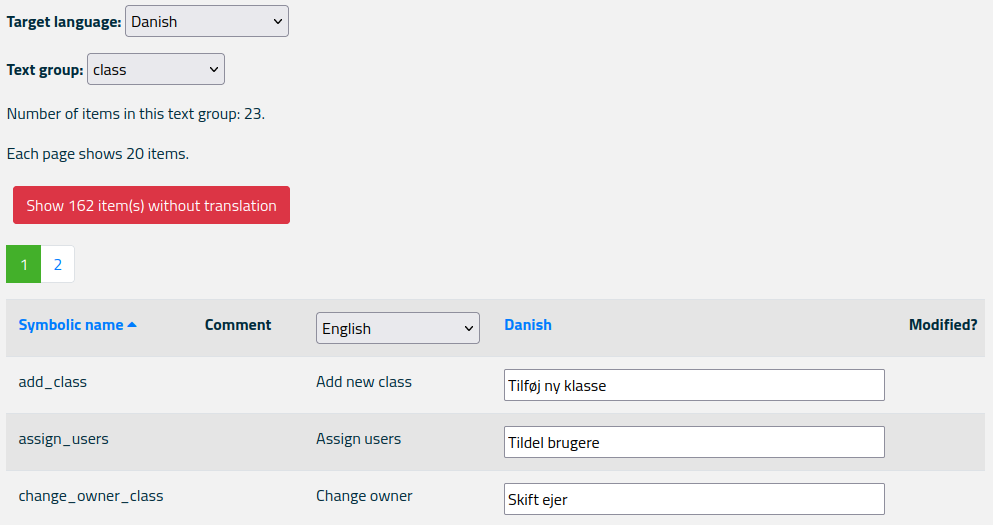 Target language: Danish
Text group: class
Number of items in this text group: 23.
Each page shows 20 items.
Show 162 item(s) without translation
1 2
Symbolic name Comment English Danish Modified?
add_class Add new class Tilføj ny klasse
assign_users Assign users Tildel brugere
change_owner_class Change owner Skift ejer